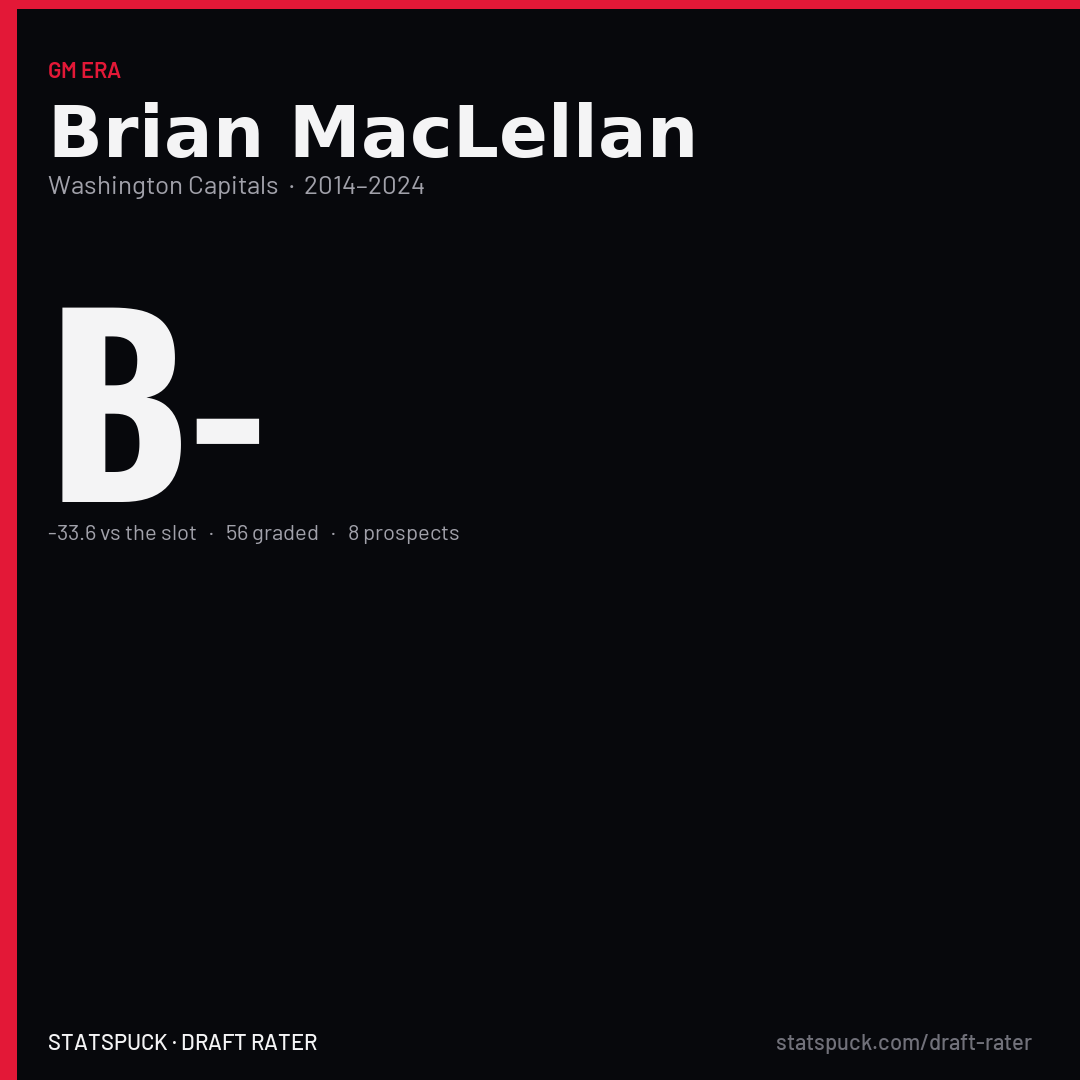 GM ERA
Brian MacLellan
Washington Capitals · 2014–2024
B-
-33.6 vs the slot · 56 graded · 8 prospects
STATSPUCK · DRAFT RATER
statspuck.com/draft-rater